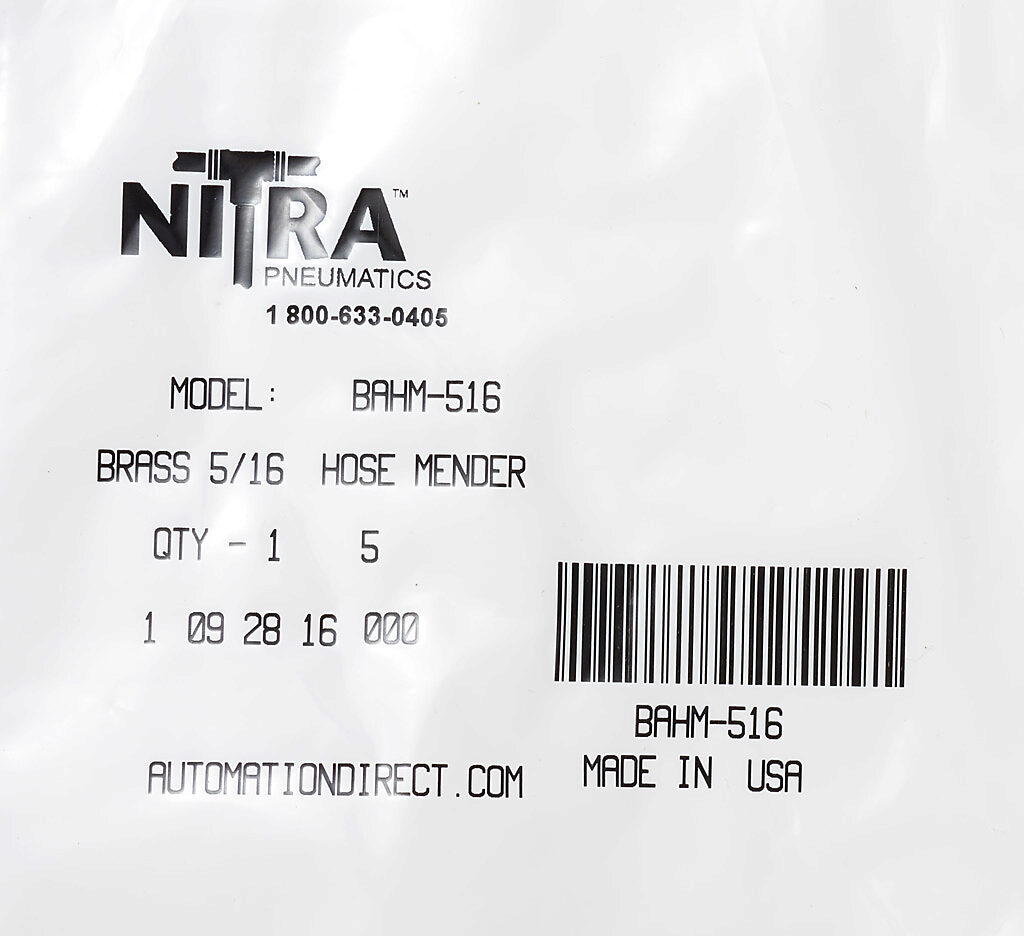 NITRA™
PNEUMATICS
1 800-633-0405
MODEL: BAHM-516
BRASS 5/16 HOSE MENDER
QTY - 1 5
1 09 28 16 000
BAHM-516
MADE IN USA
AUTOMATIONDIRECT.COM